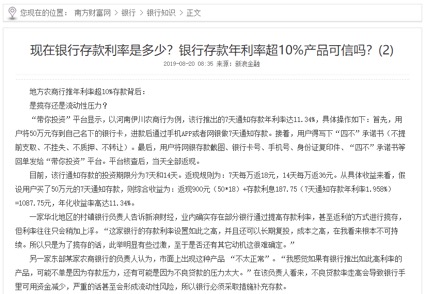 您现在的位置： 南方财富网 > 银行 > 银行知识 > 正文
现在银行存款利率是多少？银行存款年利率超10%产品可信吗？(2)
2019-08-20 08:35 来源：新浪金融
地方农商行推年利率超10%存款背后：
是揽存还是流动性压力？
“带你投资”平台显示，以河南伊川农商行为例，该行推出的7天通知存款年利率达11.34%，具体操作如下：首先，用
户将50万元存到自己名下的银行卡，进款后通过手机APP或者网银做7天通知存款。接着，用户得写下“四不”承诺书（不提
前支取、不挂失、不质押、不转让）。最后，用户将网银存款截图、银行卡号、手机号、身份证复印件、“四不”承诺书等
回单发给“带你投资”平台。平台核查后，当天全部返现。
目前，该行通知存款的投资期限分为7天和14天。返现规则为：7天每万返18元，14天每万返36元。从具体收益来看，假
设用户买了50万元的7天通知存款，则综合收益为：返现900元（50*18）+存款利息187.75（7天通知存款年利率1.958%）
=1087.75元，年化收益率高达11.34%。
一家华北地区的村镇银行负责人告诉新浪财经，业内确实存在部分银行通过提高存款利率，甚至返利的方式进行揽存，
但利率往往只会稍加上浮。“这家银行的存款利率设置如此之高，并且还可以长期复投，成本之高，在我看来根本不可持
续。所以只是为了揽存的话，此举明显有些过激，至于是否还有其它动机这很难确定。”
另一家东部某农商银行的负责人认为，市面上出现这种产品 “不太正常”。“我感觉如果有银行推出如此高利率的
产品，可能不单是因为存款压力，还有可能是因为不良贷款的压力太大。”在该负责人看来，不良贷款率走高会导致银行手
里可用资金减少，严重的话甚至会形成流动性风险，所以银行必须采取措施补充存款。